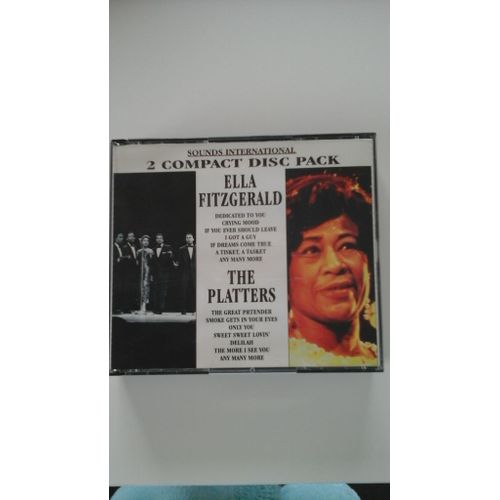 SOUNDS INTERNATIONAL
2 COMPACT DISC PACK
ELLA
FITZGERALD
DEDICATED TO YOU
CRYING MOOD
IF YOU EVER SHOULD LEAVE
I GOT A GUY
IF DREAMS COME TRUE
A TISKET, A TASKET
ANY MANY MORE
THE
PLATTERS
THE GREAT PRTENDER
SMOKE GETS IN YOUR EYES
ONLY YOU
SWEET SWEET LOVIN'
DELILAH
THE MORE I SEE YOU
ANY MANY MORE